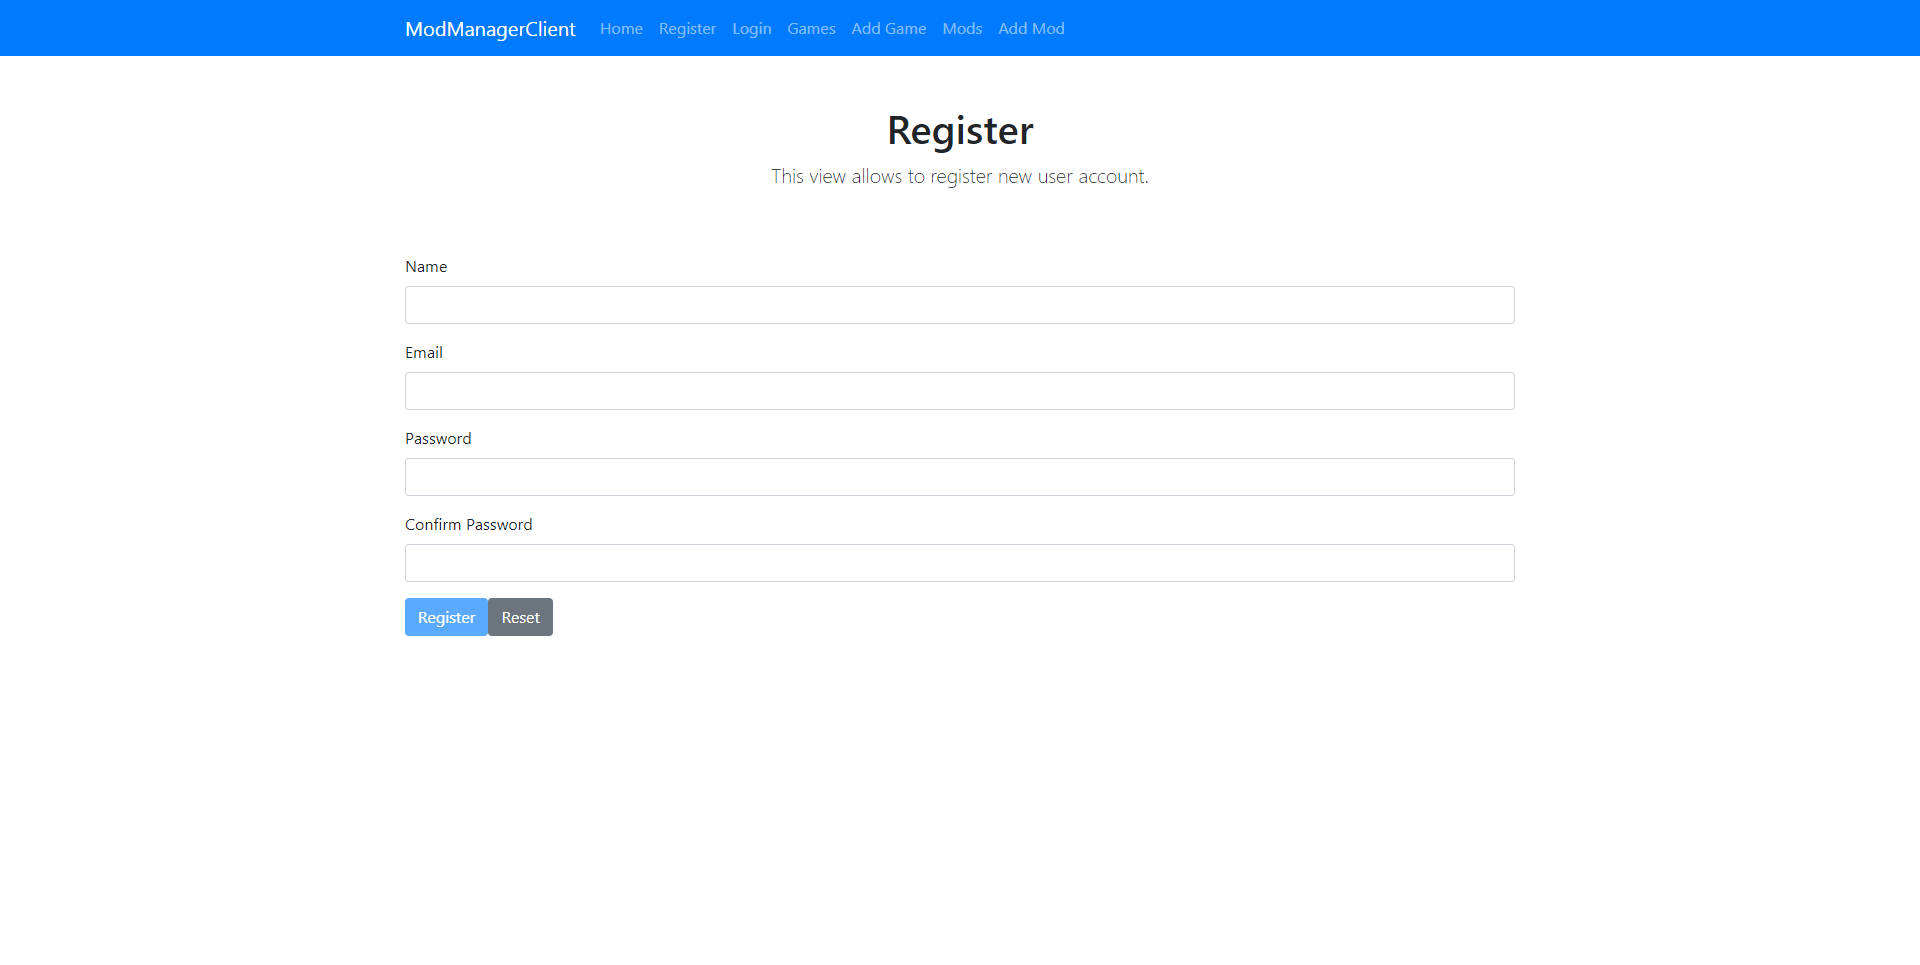 ModManagerClient Home Register Login Games Add Game Mods Add Mod
Register
This view allows to register new user account.
Name
Email
Password
Confirm Password
Register Reset